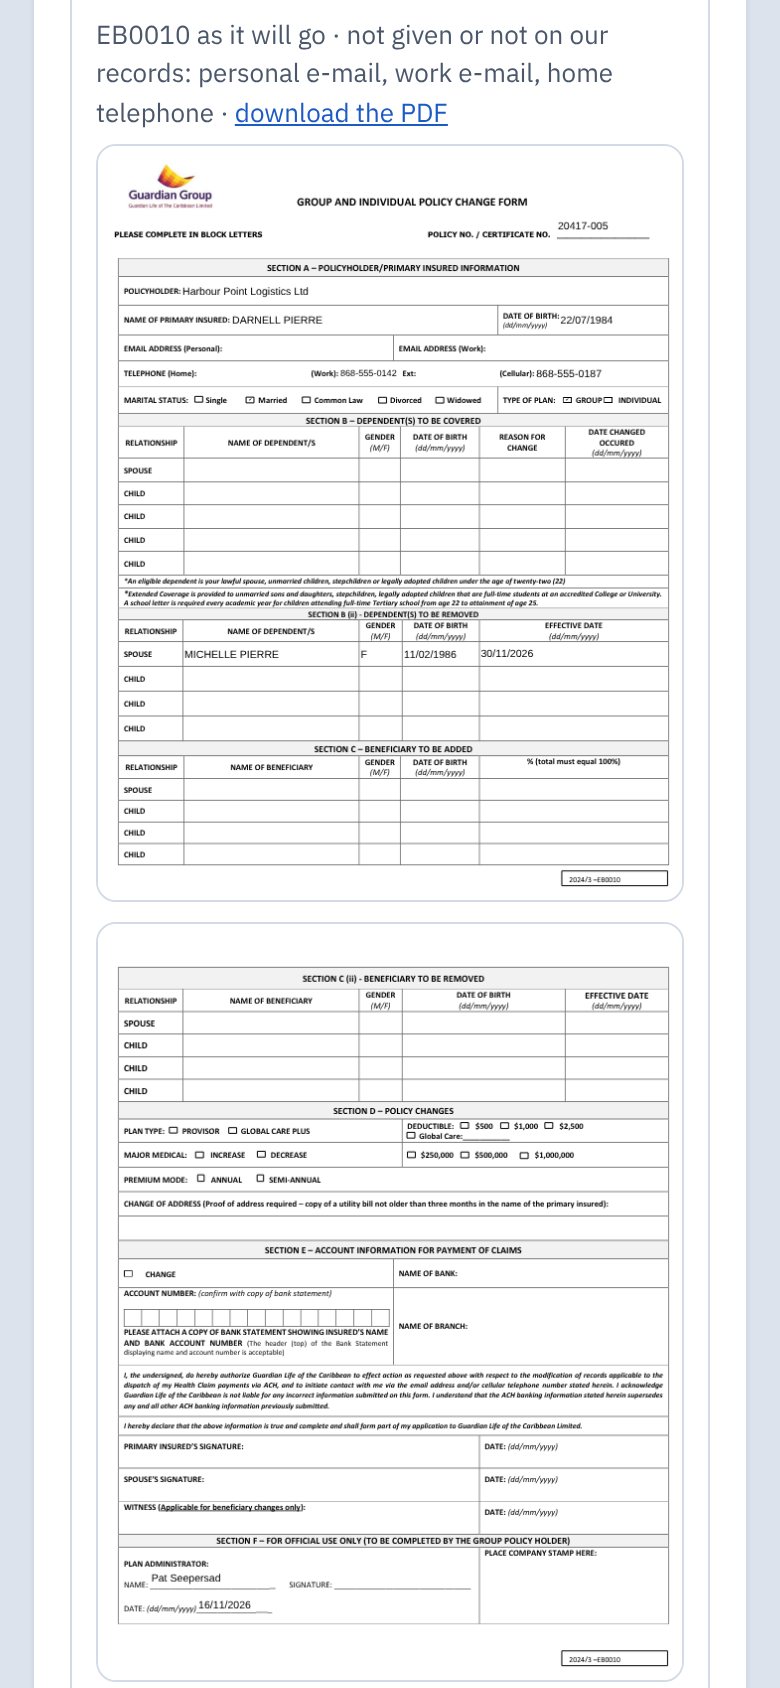 EB0010 as it will go · not given or not on our
records: personal e-mail, work e-mail, home
telephone · download the PDF
Guardian Group
Guardian Life of The Caribbean Limited
GROUP AND INDIVIDUAL POLICY CHANGE FORM
PLEASE COMPLETE IN BLOCK LETTERS POLICY NO. / CERTIFICATE NO. 20417-005
SECTION A – POLICYHOLDER/PRIMARY INSURED INFORMATION
POLICYHOLDER: Harbour Point Logistics Ltd
NAME OF PRIMARY INSURED: DARNELL PIERRE DATE OF BIRTH: 22/07/1984
(dd/mm/yyyy)
EMAIL ADDRESS (Personal): EMAIL ADDRESS (Work):
TELEPHONE (Home): (Work): 868-555-0142 Ext: (Cellular): 868-555-0187
MARITAL STATUS: Single Married Common Law Divorced Widowed TYPE OF PLAN: GROUP INDIVIDUAL
SECTION B – DEPENDENT(S) TO BE COVERED
RELATIONSHIP NAME OF DEPENDENT/S GENDER (M/F) DATE OF BIRTH (dd/mm/yyyy) REASON FOR CHANGE DATE CHANGED OCCURED (dd/mm/yyyy)
SPOUSE
CHILD
CHILD
CHILD
CHILD
*An eligible dependent is your lawful spouse, unmarried children, stepchildren or legally adopted children under the age of twenty-two (22)
*Extended Coverage is provided to unmarried sons and daughters, stepchildren, legally adopted children that are full-time students at an accredited College or University.
A school letter is required every academic year for children attending full-time Tertiary school from age 22 to attainment of age 25.
SECTION B (ii) - DEPENDENT(S) TO BE REMOVED
RELATIONSHIP NAME OF DEPENDENT/S GENDER (M/F) DATE OF BIRTH (dd/mm/yyyy) EFFECTIVE DATE (dd/mm/yyyy)
SPOUSE MICHELLE PIERRE F 11/02/1986 30/11/2026
CHILD
CHILD
CHILD
SECTION C – BENEFICIARY TO BE ADDED
RELATIONSHIP NAME OF BENEFICIARY GENDER (M/F) DATE OF BIRTH (dd/mm/yyyy) % (total must equal 100%)
SPOUSE
CHILD
CHILD
CHILD
2024/3 –EB0010
SECTION C (ii) - BENEFICIARY TO BE REMOVED
RELATIONSHIP NAME OF BENEFICIARY GENDER (M/F) DATE OF BIRTH (dd/mm/yyyy) EFFECTIVE DATE (dd/mm/yyyy)
SPOUSE
CHILD
CHILD
CHILD
SECTION D – POLICY CHANGES
PLAN TYPE: PROVISOR GLOBAL CARE PLUS DEDUCTIBLE: $500 $1,000 $2,500
Global Care:
MAJOR MEDICAL: INCREASE DECREASE $250,000 $500,000 $1,000,000
PREMIUM MODE: ANNUAL SEMI-ANNUAL
CHANGE OF ADDRESS (Proof of address required – copy of a utility bill not older than three months in the name of the primary insured):
SECTION E – ACCOUNT INFORMATION FOR PAYMENT OF CLAIMS
CHANGE NAME OF BANK:
ACCOUNT NUMBER: (confirm with copy of bank statement)
NAME OF BRANCH:
PLEASE ATTACH A COPY OF BANK STATEMENT SHOWING INSURED'S NAME
AND BANK ACCOUNT NUMBER (The header (top) of the Bank Statement
displaying name and account number is acceptable)
I, the undersigned, do hereby authorize Guardian Life of the Caribbean to effect action as requested above with respect to the modification of records applicable to the
dispatch of my Health Claim payments via ACH, and to initiate contact with me via the email address and/or cellular telephone number stated herein. I acknowledge
Guardian Life of the Caribbean is not liable for any incorrect information submitted on this form. I understand that the ACH banking information stated herein supersedes
any and all other ACH banking information previously submitted.
I hereby declare that the above information is true and complete and shall form part of my application to Guardian Life of the Caribbean Limited.
PRIMARY INSURED'S SIGNATURE: DATE: (dd/mm/yyyy)
SPOUSE'S SIGNATURE: DATE: (dd/mm/yyyy)
WITNESS (Applicable for beneficiary changes only): DATE: (dd/mm/yyyy)
SECTION F – FOR OFFICIAL USE ONLY (TO BE COMPLETED BY THE GROUP POLICY HOLDER)
PLACE COMPANY STAMP HERE:
PLAN ADMINISTRATOR:
NAME: Pat Seepersad SIGNATURE:
DATE: (dd/mm/yyyy) 16/11/2026
2024/3 –EB0010